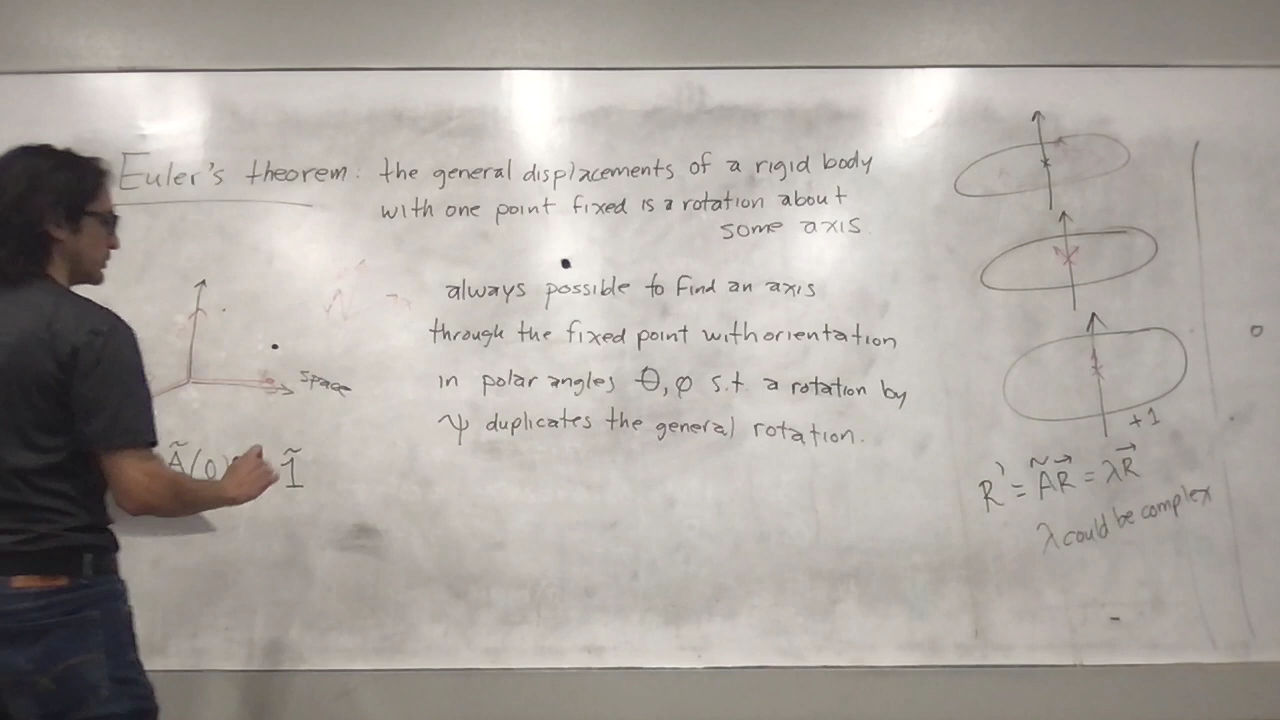 Euler's theorem: the general displacements of a rigid body
with one point fixed is a rotation about
some axis.
always possible to find an axis
through the fixed point with orientation
in polar angles θ, φ s.t. a rotation by
ψ duplicates the general rotation.
space
Ã(0) 1̃
+1
R' = ÃR⃗ = λR⃗
λ could be complex